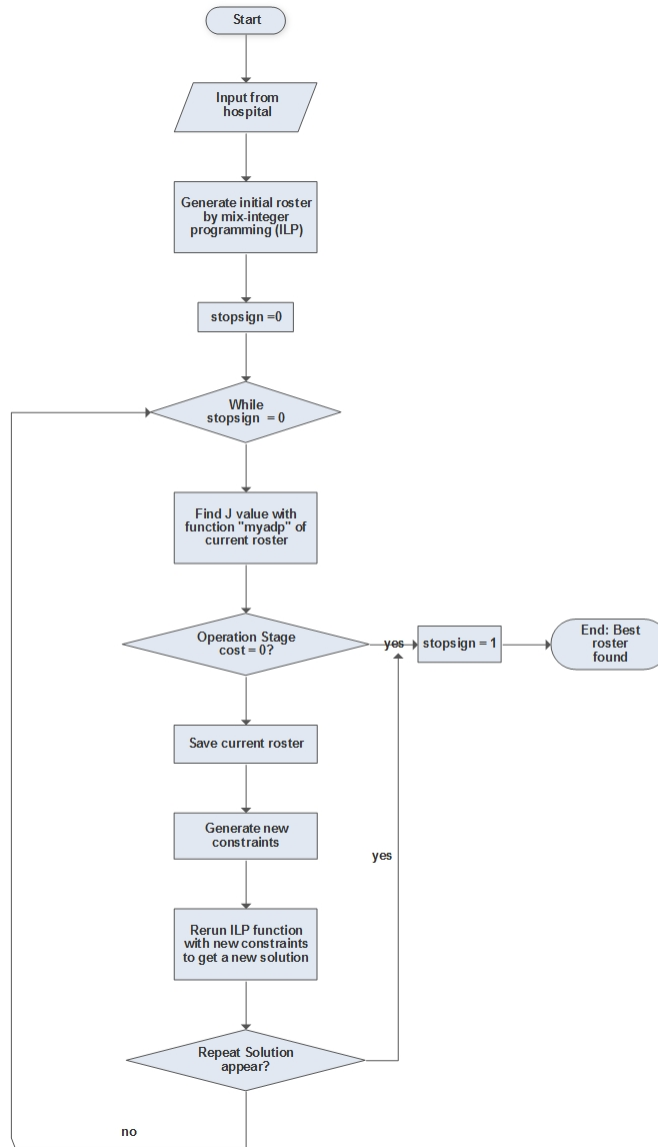 Start
Input from
hospital
Generate initial roster
by mix-integer
programming (ILP)
stopsign =0
While
stopsign = 0
Find J value with
function "myadp" of
current roster
Operation Stage
cost = 0?
yes
stopsign = 1
End: Best
roster
found
Save current roster
Generate new
constraints
yes
Rerun ILP function
with new constraints
to get a new solution
Repeat Solution
appear?
no